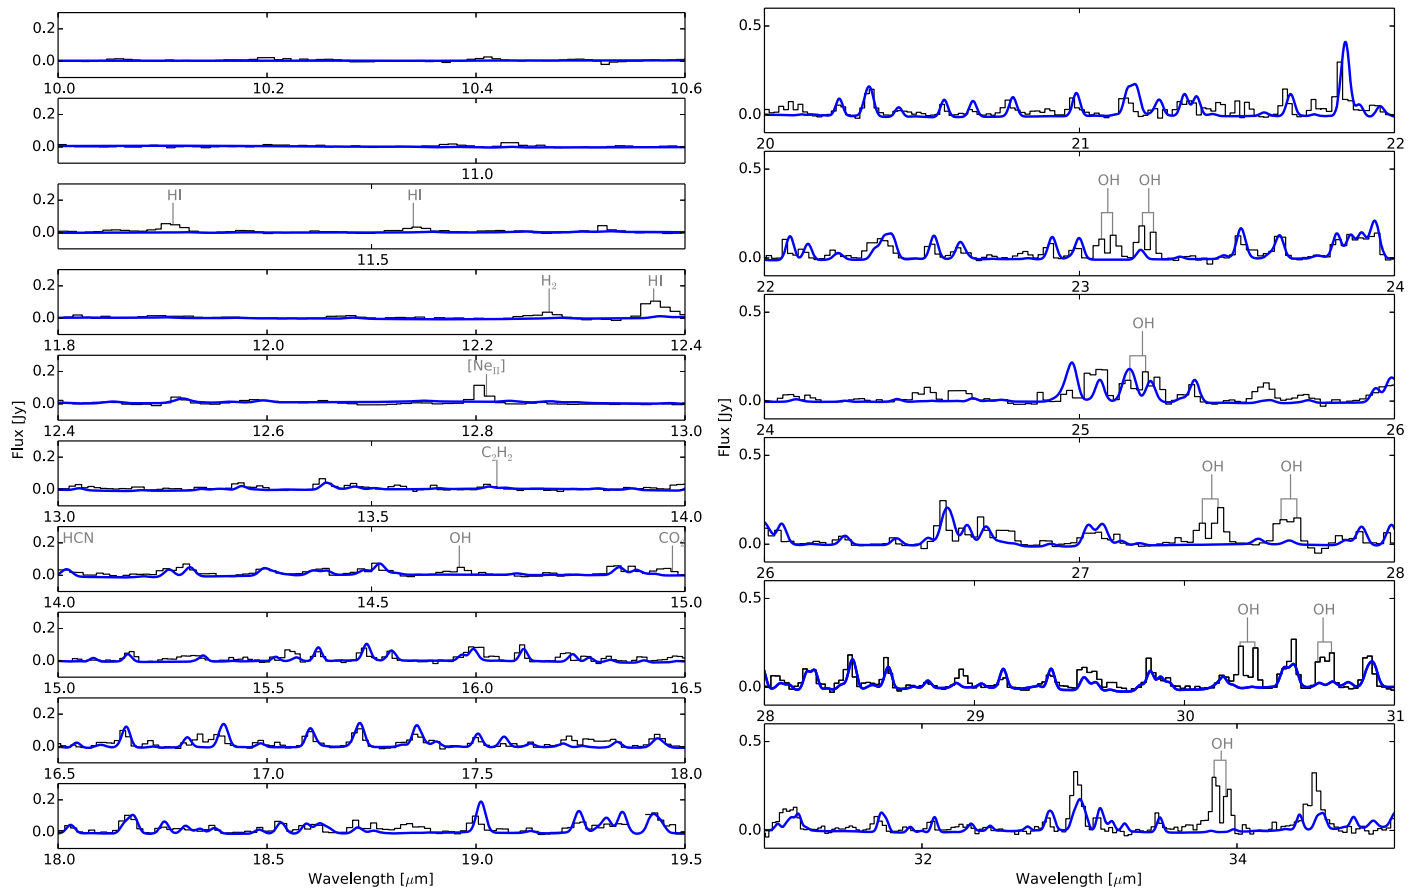 0.2
0.0
10.0 10.2 10.4 10.6
0.2
0.0
11.0
HI HI
0.2
0.0
11.5
H₂ HI
0.2
0.0
11.8 12.0 12.2 12.4
[Ne_II]
0.2
0.0
12.4 12.6 12.8 13.0
C₂H₂
0.2
0.0
13.0 13.5 14.0
HCN OH CO₂
0.2
0.0
14.0 14.5 15.0
0.2
0.0
15.0 15.5 16.0 16.5
0.2
0.0
16.5 17.0 17.5 18.0
0.2
0.0
18.0 18.5 19.0 19.5
Flux [Jy]
Wavelength [μm]
0.5
0.0
20 21 22
OH OH
0.5
0.0
22 23 24
OH
0.5
0.0
24 25 26
OH OH
0.5
0.0
26 27 28
OH OH
0.5
0.0
28 29 30 31
OH
0.5
0.0
32 34
Flux [Jy]
Wavelength [μm]